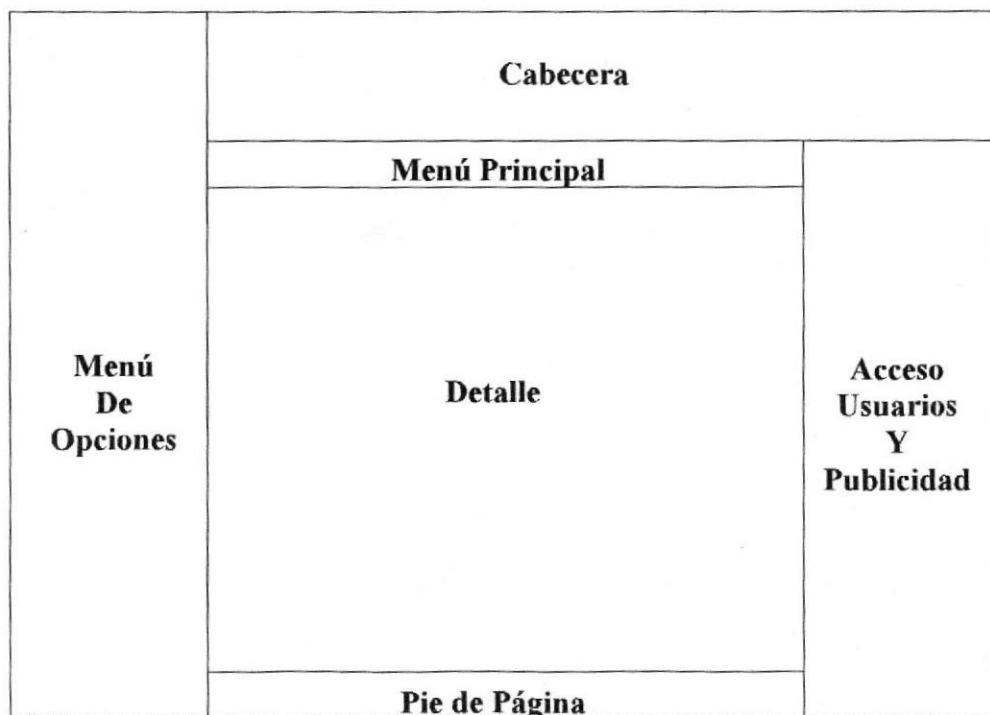 Cabecera
Menú Principal
Menú
De
Opciones
Detalle
Acceso
Usuarios
Y
Publicidad
Pie de Página